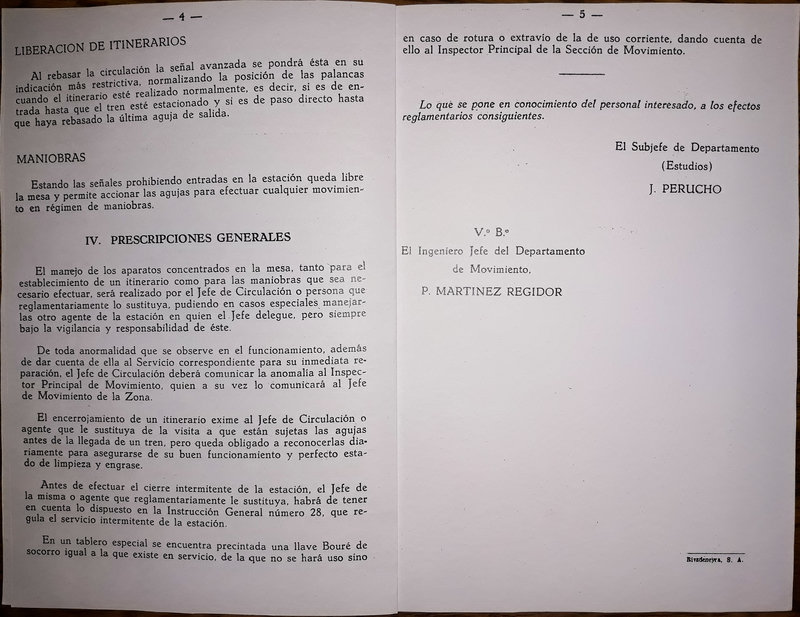 — 4 —
LIBERACION DE ITINERARIOS
Al rebasar la circulación la señal avanzada se pondrá ésta en su
indicación más restrictiva, normalizando la posición de las palancas
cuando el itinerario esté realizado normalmente, es decir, si es de en-
trada hasta que el tren esté estacionado y si es de paso directo hasta
que haya rebasado la última aguja de salida.
MANIOBRAS
Estando las señales prohibiendo entradas en la estación queda libre
la mesa y permite accionar las agujas para efectuar cualquier movimien-
to en régimen de maniobras.
IV. PRESCRIPCIONES GENERALES
El manejo de los aparatos concentrados en la mesa, tanto para el
establecimiento de un itinerario como para las maniobras que sea ne-
cesario efectuar, será realizado por el Jefe de Circulación o persona que
reglamentariamente lo sustituya, pudiendo en casos especiales manejar-
las otro agente de la estación en quien el Jefe delegue, pero siempre
bajo la vigilancia y responsabilidad de éste.
De toda anormalidad que se observe en el funcionamiento, además
de dar cuenta de ella al Servicio correspondiente para su inmediata re-
paración, el Jefe de Circulación deberá comunicar la anomalía al Inspec-
tor Principal de Movimiento, quien a su vez lo comunicará al Jefe
de Movimiento de la Zona.
El encerrojamiento de un itinerario exime al Jefe de Circulación o
agente que le sustituya de la visita a que están sujetas las agujas
antes de la llegada de un tren, pero queda obligado a reconocerlas dia-
riamente para asegurarse de su buen funcionamiento y perfecto esta-
do de limpieza y engrase.
Antes de efectuar el cierre intermitente de la estación, el Jefe de
la misma o agente que reglamentariamente le sustituya, habrá de tener
en cuenta lo dispuesto en la Instrucción General número 28, que re-
gula el servicio intermitente de la estación.
En un tablero especial se encuentra precintada una llave Bouré de
socorro igual a la que existe en servicio, de la que no se hará uso sino
— 5 —
en caso de rotura o extravío de la de uso corriente, dando cuenta de
ello al Inspector Principal de la Sección de Movimiento.
Lo que se pone en conocimiento del personal interesado, a los efectos
reglamentarios consiguientes.
El Subjefe de Departamento
(Estudios)
J. PERUCHO
V.º B.º
El Ingeniero Jefe del Departamento
de Movimiento,
P. MARTINEZ REGIDOR
Rivadeneyra, S. A.